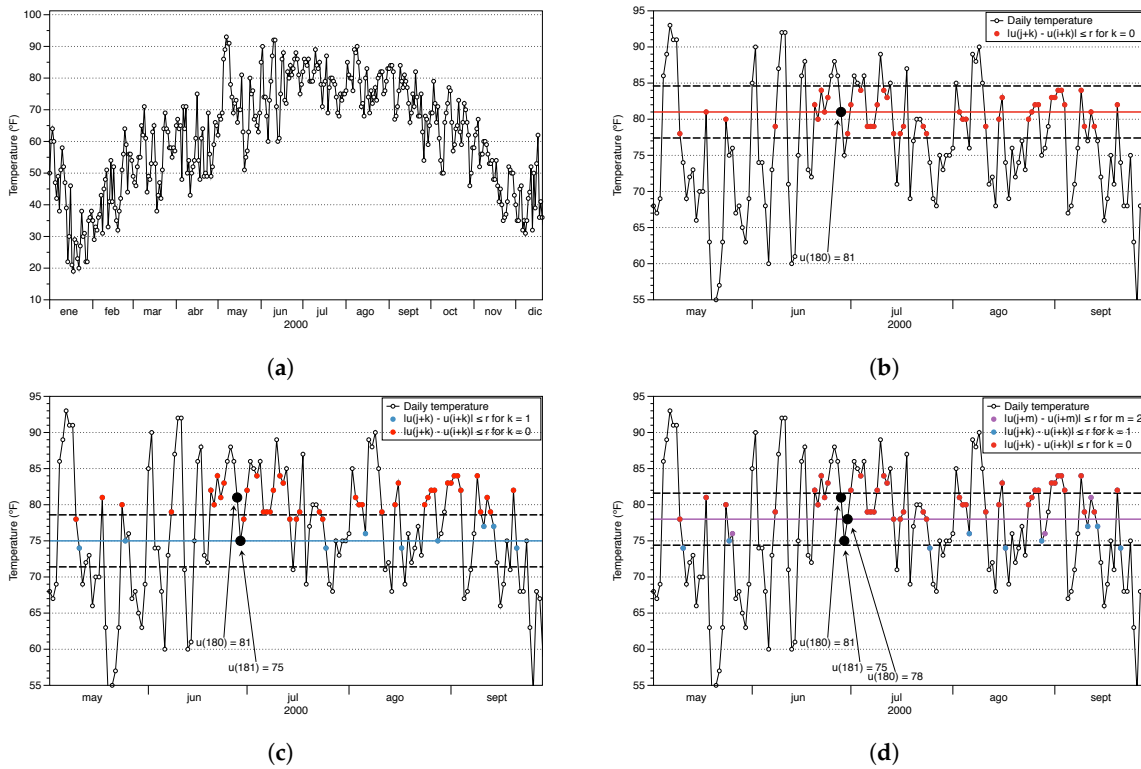 100
90
80
70
60
50
40
30
20
10
Temperature (ºF)
ene feb mar abr may jun jul ago sept oct nov dic
2000
(a)
Daily temperature
|u(j+k) - u(i+k)| ≤ r for k = 0
95
90
85
80
75
70
65
60
55
Temperature (ºF)
u(180) = 81
may jun jul ago sept
2000
(b)
Daily temperature
|u(j+k) - u(i+k)| ≤ r for k = 1
|u(j+k) - u(i+k)| ≤ r for k = 0
95
90
85
80
75
70
65
60
55
Temperature (ºF)
u(180) = 81
u(181) = 75
may jun jul ago sept
2000
(c)
Daily temperature
|u(j+m) - u(i+m)| ≤ r for m = 2
|u(j+k) - u(i+k)| ≤ r for k = 1
|u(j+k) - u(i+k)| ≤ r for k = 0
95
90
85
80
75
70
65
60
55
Temperature (ºF)
u(180) = 81
u(181) = 75
u(180) = 78
may jun jul ago sept
2000
(d)